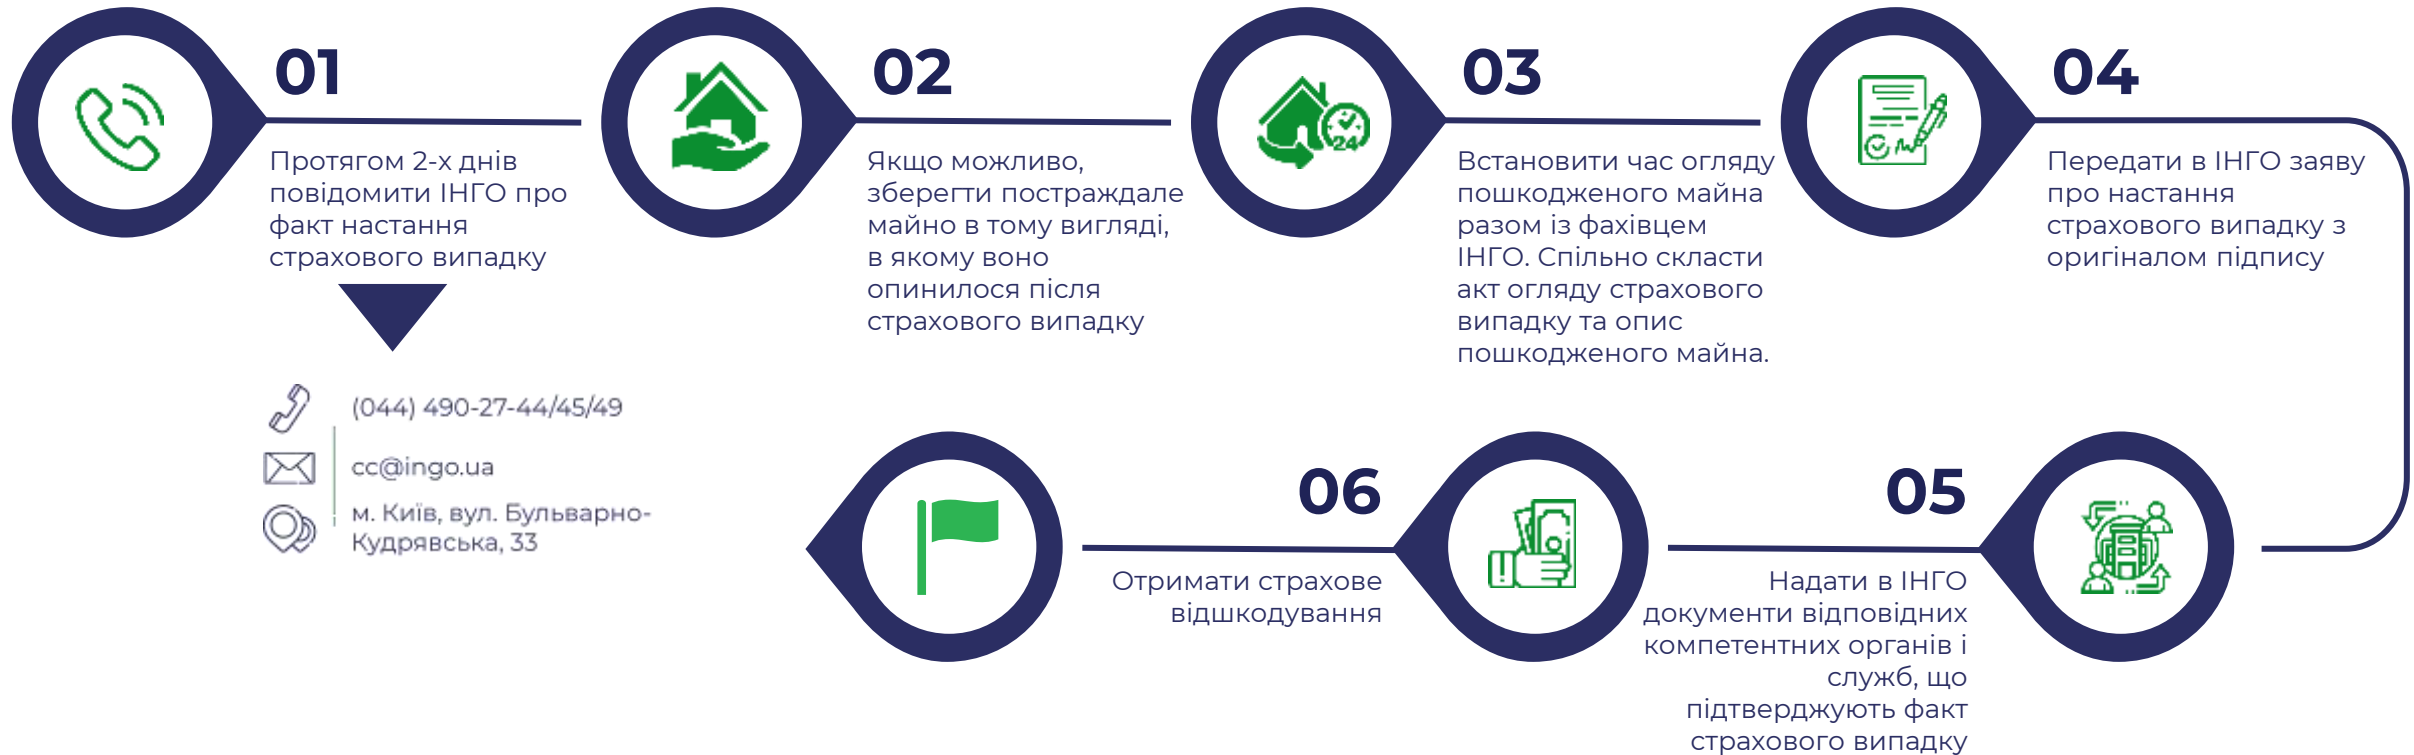 01
Протягом 2-х днів
повідомити ІНГО про
факт настання
страхового випадку
(044) 490-27-44/45/49
cc@ingo.ua
м. Київ, вул. Бульварно-
Кудрявська, 33
02
Якщо можливо,
зберегти постраждале
майно в тому вигляді,
в якому воно
опинилося після
страхового випадку
24
03
Встановити час огляду
пошкодженого майна
разом із фахівцем
ІНГО. Спільно скласти
акт огляду страхового
випадку та опис
пошкодженого майна.
04
Передати в ІНГО заяву
про настання
страхового випадку з
оригіналом підпису
05
Надати в ІНГО
документи відповідних
компетентних органів і
служб, що
підтверджують факт
страхового випадку
06
Отримати страхове
відшкодування